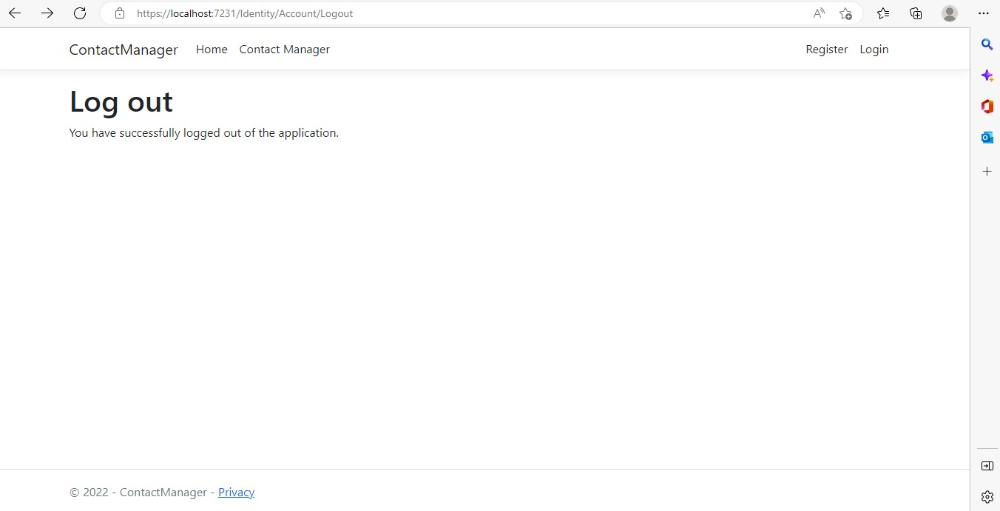 https://localhost:7231/Identity/Account/Logout
ContactManager Home Contact Manager Register Login
Log out
You have successfully logged out of the application.
© 2022 - ContactManager - Privacy